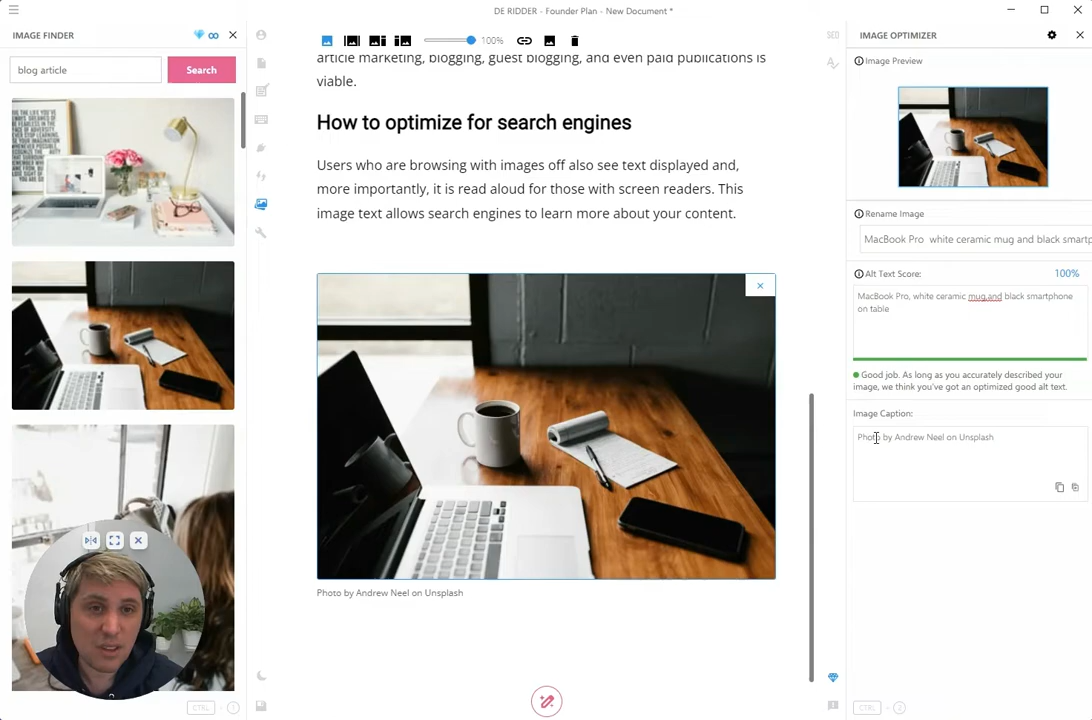 DE RIDDER - Founder Plan - New Document *
IMAGE FINDER
blog article
Search
CTRL - 1
100%
article marketing, blogging, guest blogging, and even paid publications is
viable.
How to optimize for search engines
Users who are browsing with images off also see text displayed and,
more importantly, it is read aloud for those with screen readers. This
image text allows search engines to learn more about your content.
Photo by Andrew Neel on Unsplash
SEO
IMAGE OPTIMIZER
Image Preview
Rename Image
MacBook Pro  white ceramic mug and black smartp
Alt Text Score:
100%
MacBook Pro, white ceramic mug,and black smartphone
on table
Good job. As long as you accurately described your
image, we think you've got an optimized good alt text.
Image Caption:
Photo by Andrew Neel on Unsplash
CTRL - 2